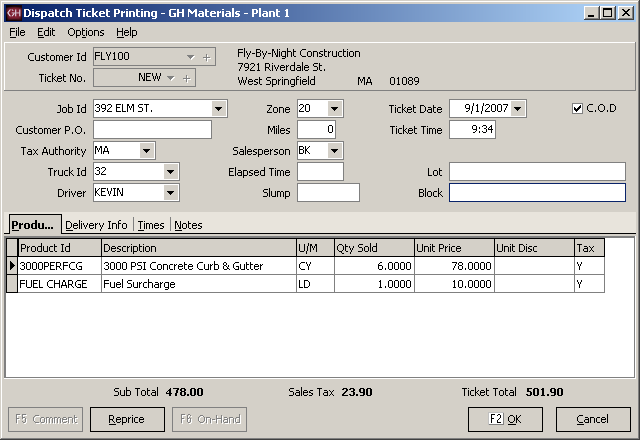 GH Dispatch Ticket Printing - GH Materials - Plant 1
File Edit Options Help
Customer Id FLY100
Fly-By-Night Construction
7921 Riverdale St.
Ticket No. NEW
West Springfield MA 01089
Job Id 392 ELM ST. Zone 20 Ticket Date 9/1/2007 C.O.D
Customer P.O. Miles 0 Ticket Time 9:34
Tax Authority MA Salesperson BK
Truck Id 32 Elapsed Time Lot
Driver KEVIN Slump Block
Produ... Delivery Info Times Notes
Product Id Description U/M Qty Sold Unit Price Unit Disc Tax
3000PERFCG 3000 PSI Concrete Curb & Gutter CY 6.0000 78.0000 Y
FUEL CHARGE Fuel Surcharge LD 1.0000 10.0000 Y
Sub Total 478.00 Sales Tax 23.90 Ticket Total 501.90
F5 Comment Reprice F6 On-Hand F2 OK Cancel